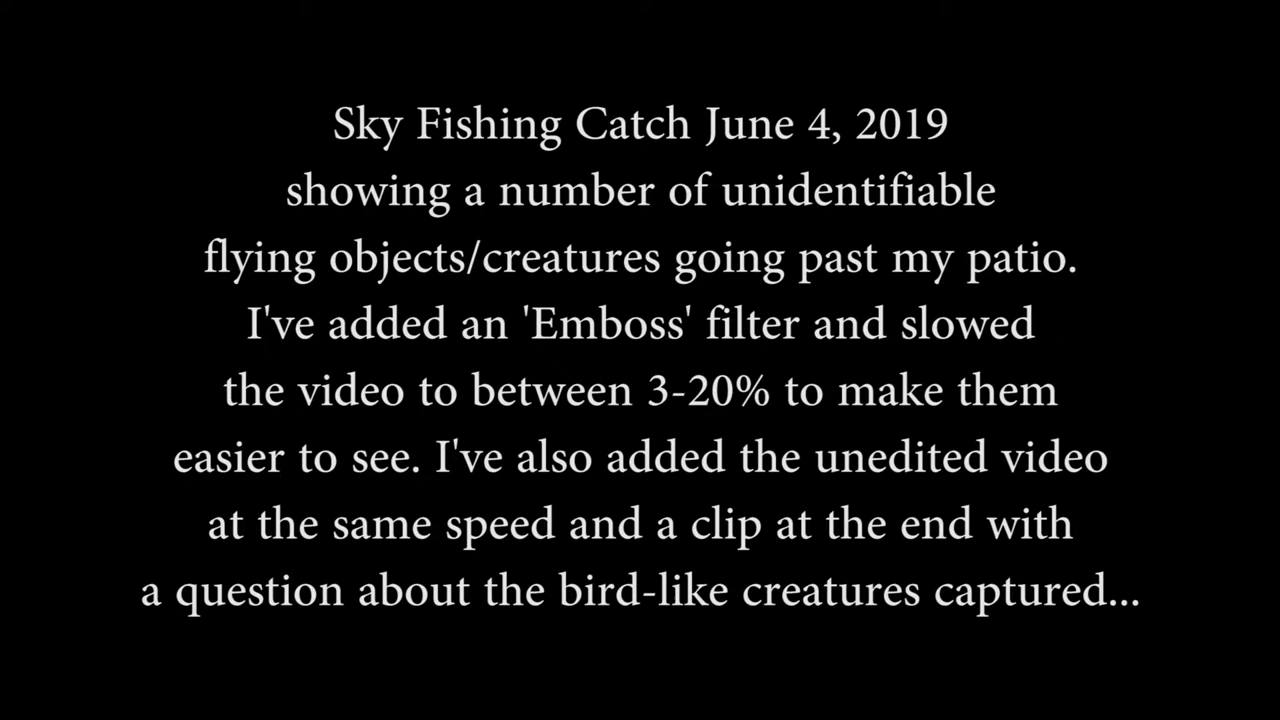 Sky Fishing Catch June 4, 2019
showing a number of unidentifiable
flying objects/creatures going past my patio.
I've added an 'Emboss' filter and slowed
the video to between 3-20% to make them
easier to see. I've also added the unedited video
at the same speed and a clip at the end with
a question about the bird-like creatures captured...